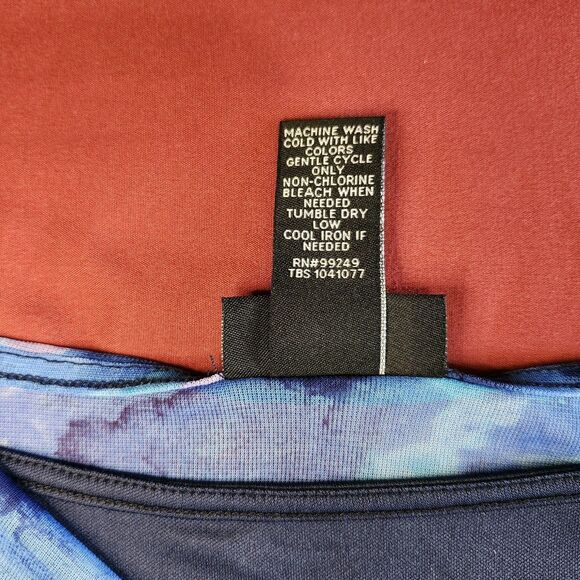 MACHINE WASH
COLD WITH LIKE
COLORS
GENTLE CYCLE
ONLY
NON-CHLORINE
BLEACH WHEN
NEEDED
TUMBLE DRY
LOW
COOL IRON IF
NEEDED
RN#99249
TBS 1041077